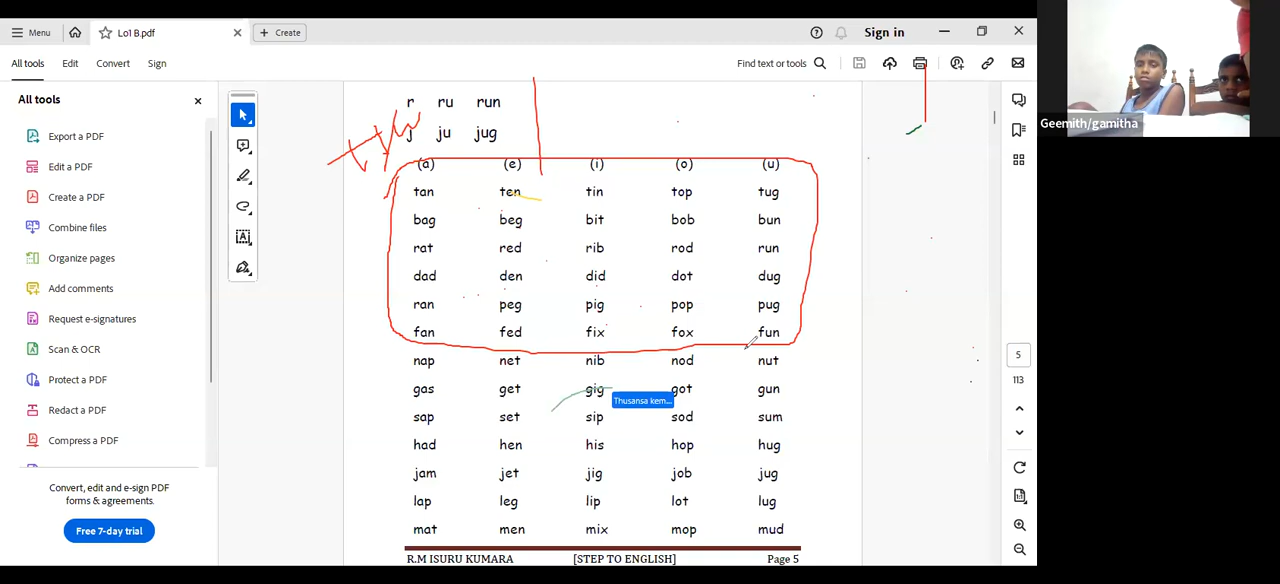 Menu
Lo1 B.pdf
Create
Sign in
All tools
Edit
Convert
Sign
Find text or tools
All tools
Export a PDF
Edit a PDF
Create a PDF
Combine files
Organize pages
Add comments
Request e-signatures
Scan & OCR
Protect a PDF
Redact a PDF
Compress a PDF
Convert, edit and e-sign PDF
forms & agreements.
Free 7-day trial
r ru run
j ju jug
(a) (e) (i) (o) (u)
tan ten tin top tug
bag beg bit bob bun
rat red rib rod run
dad den did dot dug
ran peg pig pop pug
fan fed fix fox fun
nap net nib nod nut
gas get gig got gun
Thusansa kem...
sap set sip sod sum
had hen his hop hug
jam jet jig job jug
lap leg lip lot lug
mat men mix mop mud
R.M ISURU KUMARA [STEP TO ENGLISH] Page 5
5
113
Geemith/gamitha